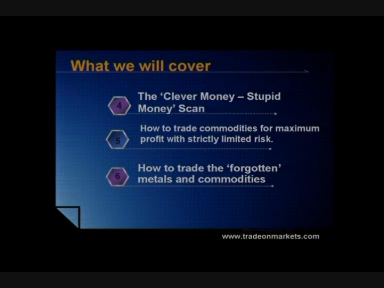 What we will cover
4
The ‘Clever Money – Stupid
Money’ Scan
5
How to trade commodities for maximum
profit with strictly limited risk.
6
How to trade the ‘forgotten’
metals and commodities
www.tradeonmarkets.com